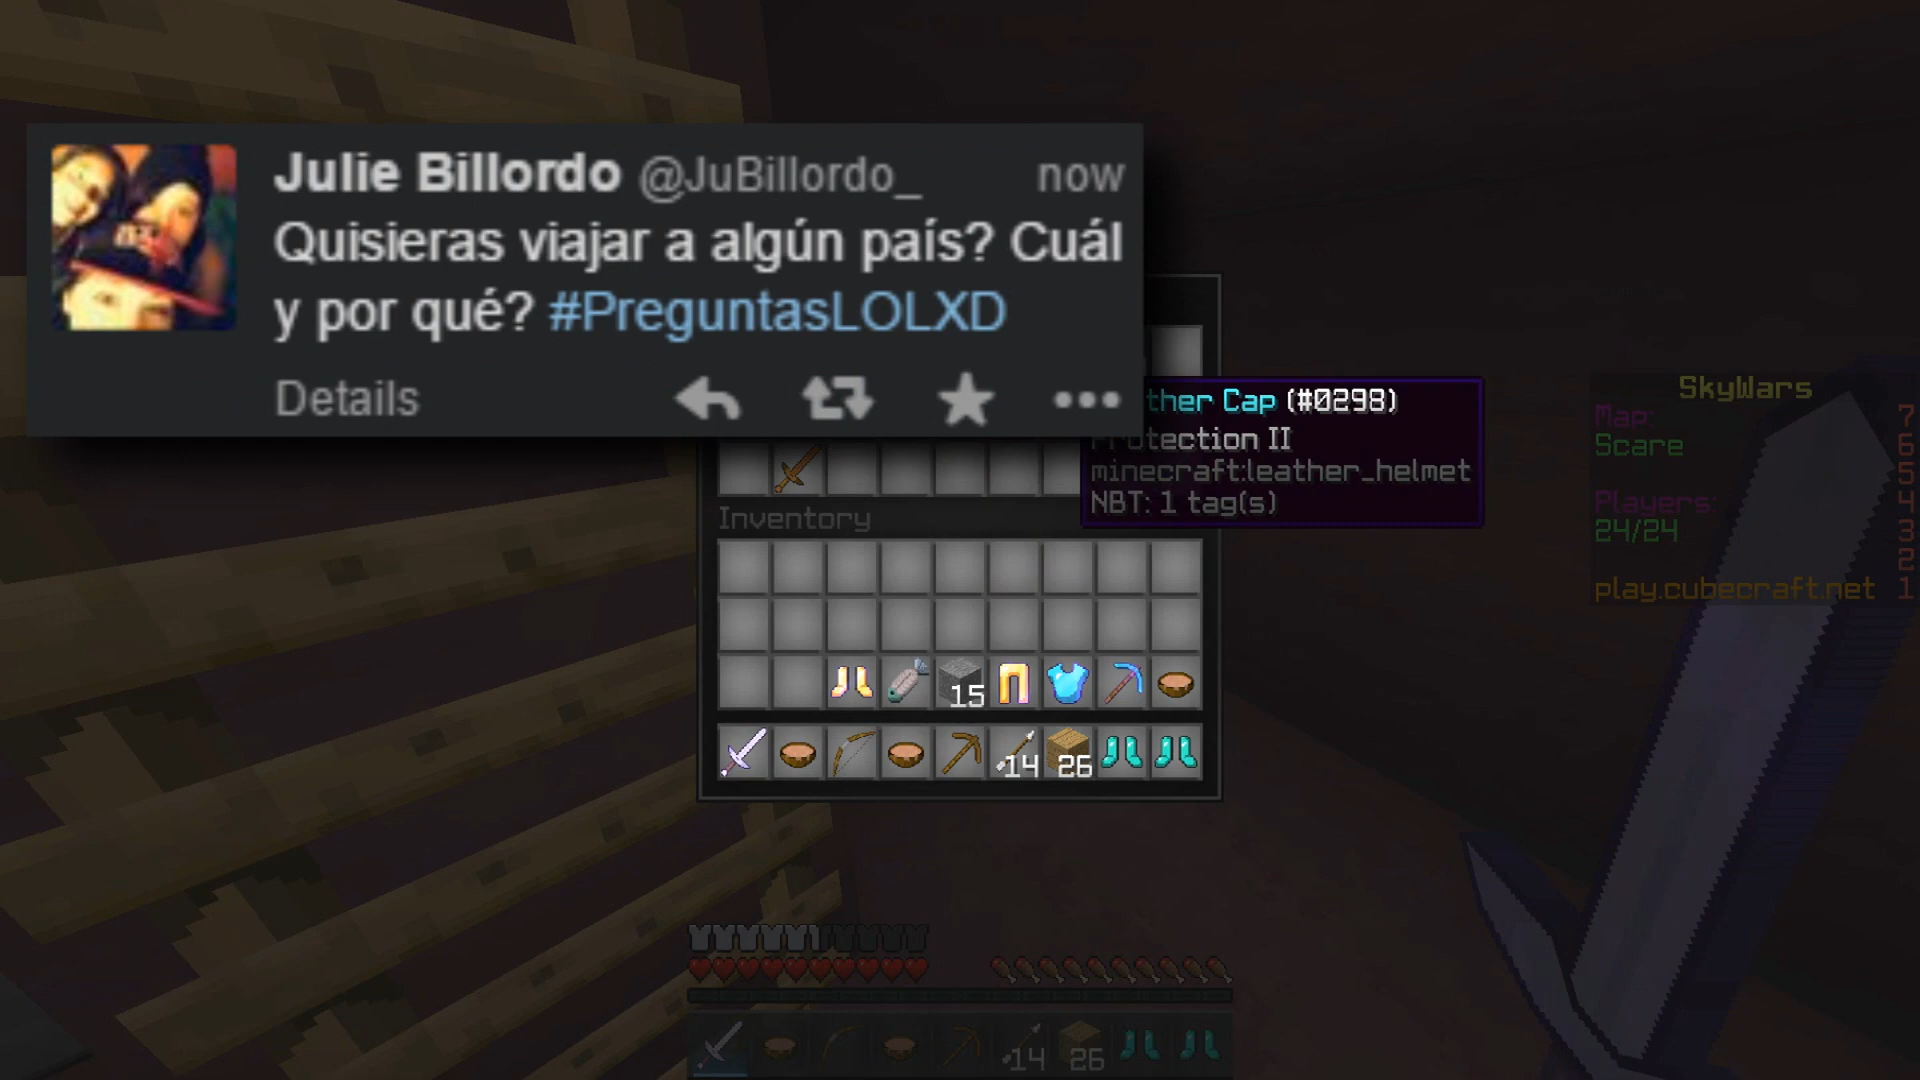 Julie Billordo @JuBillordo_ now
Quisieras viajar a algún país? Cuál
y por qué? #PreguntasLOLXD
Details
ther Cap (#0298)
Protection II
minecraft:leather_helmet
NBT: 1 tag(s)
Inventory
15
14
26
SkyWars
Map: 7
Scare 6
5
Players: 4
24/24 3
2
play.cubecraft.net 1
14
26